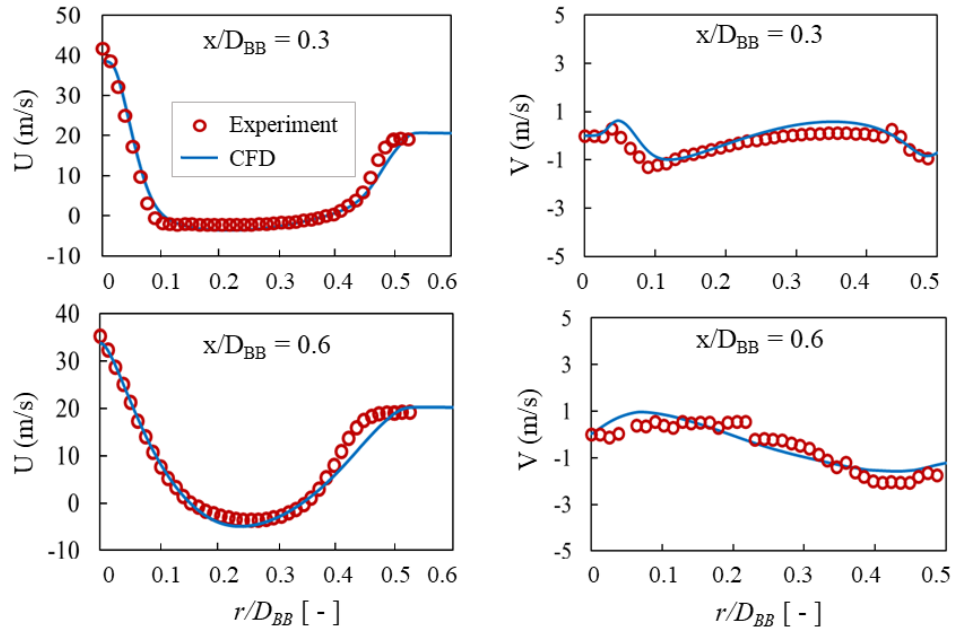 x/D_BB = 0.3
U (m/s)
50
40
30
20
10
0
-10
Experiment
CFD
0 0.1 0.2 0.3 0.4 0.5 0.6
x/D_BB = 0.3
V (m/s)
5
3
1
-1
-3
-5
0 0.1 0.2 0.3 0.4 0.5
x/D_BB = 0.6
U (m/s)
40
30
20
10
0
-10
0 0.1 0.2 0.3 0.4 0.5 0.6
r/D_BB [ - ]
x/D_BB = 0.6
V (m/s)
5
3
1
-1
-3
-5
0 0.1 0.2 0.3 0.4 0.5
r/D_BB [ - ]